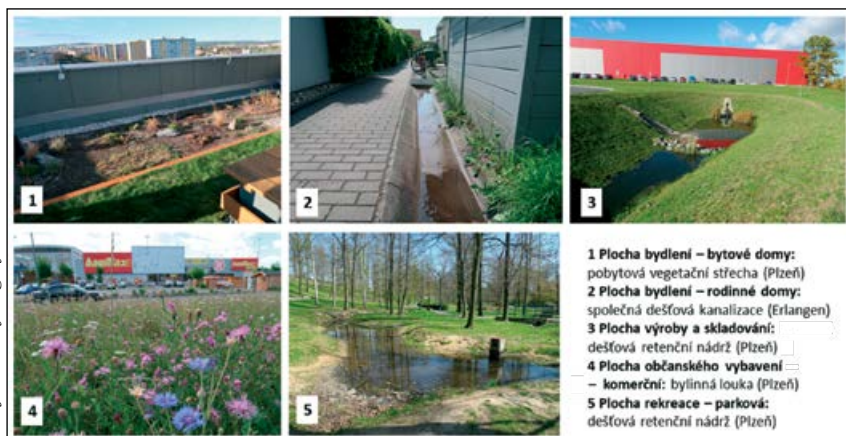 1
2
3
bauMax
4
5
1 Plocha bydlení – bytové domy:
pobytová vegetační střecha (Plzeň)
2 Plocha bydlení – rodinné domy:
společná dešťová kanalizace (Erlangen)
3 Plocha výroby a skladování:
dešťová retenční nádrž (Plzeň)
4 Plocha občanského vybavení
– komerční: bylinná louka (Plzeň)
5 Plocha rekreace – parková:
dešťová retenční nádrž (Plzeň)